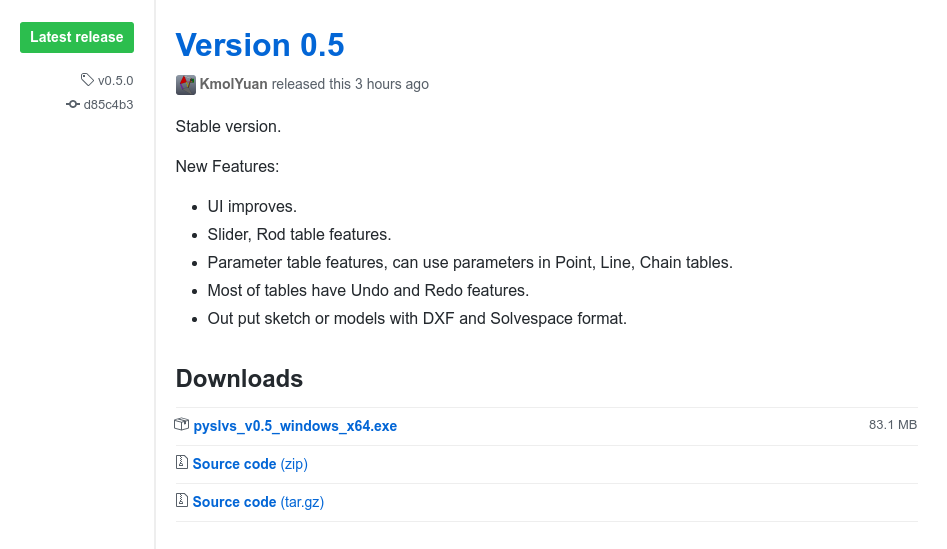 Latest release
v0.5.0
d85c4b3
Version 0.5
KmolYuan released this 3 hours ago
Stable version.
New Features:
UI improves.
Slider, Rod table features.
Parameter table features, can use parameters in Point, Line, Chain tables.
Most of tables have Undo and Redo features.
Out put sketch or models with DXF and Solvespace format.
Downloads
pyslvs_v0.5_windows_x64.exe 83.1 MB
Source code (zip)
Source code (tar.gz)